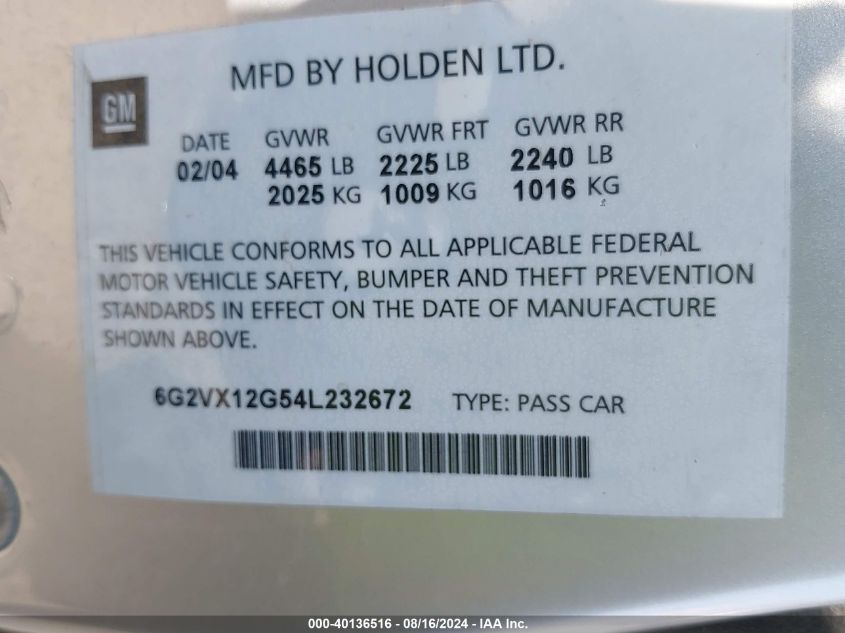 MFD BY HOLDEN LTD.
GM
DATE GVWR GVWR FRT GVWR RR
02/04 4465 LB 2225 LB 2240 LB
2025 KG 1009 KG 1016 KG
THIS VEHICLE CONFORMS TO ALL APPLICABLE FEDERAL
MOTOR VEHICLE SAFETY, BUMPER AND THEFT PREVENTION
STANDARDS IN EFFECT ON THE DATE OF MANUFACTURE
SHOWN ABOVE.
6G2VX12G54L232672 TYPE: PASS CAR
000-40136516 - 08/16/2024 - IAA Inc.